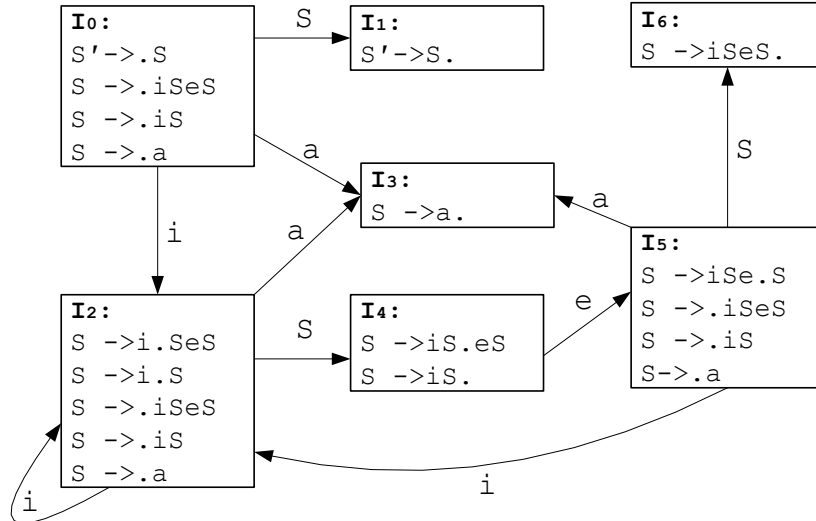 I0:
S'->.S
S ->.iSeS
S ->.iS
S ->.a
S
I1:
S'->S.
I6:
S ->iSeS.
a
I3:
S ->a.
S
i
a
a
I5:
S ->iSe.S
S ->.iSeS
S ->.iS
S->.a
I2:
S ->i.SeS
S ->i.S
S ->.iSeS
S ->.iS
S ->.a
S
I4:
S ->iS.eS
S ->iS.
e
i
i